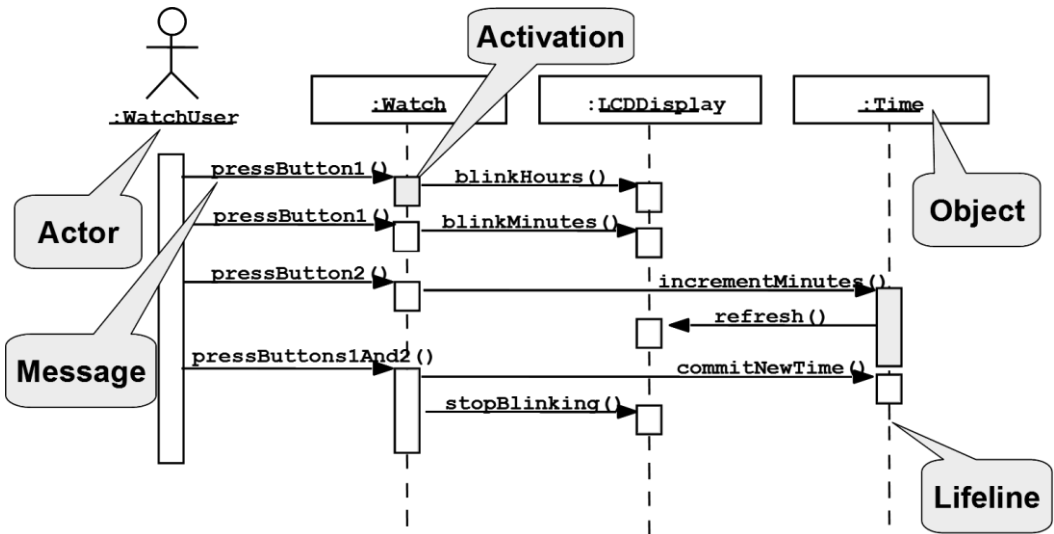 Activation
:WatchUser
:Watch
:LCDDisplay
:Time
pressButton1()
blinkHours()
Actor
Object
pressButton1()
blinkMinutes()
pressButton2()
incrementMinutes()
refresh()
Message
pressButtons1And2()
commitNewTime()
stopBlinking()
Lifeline